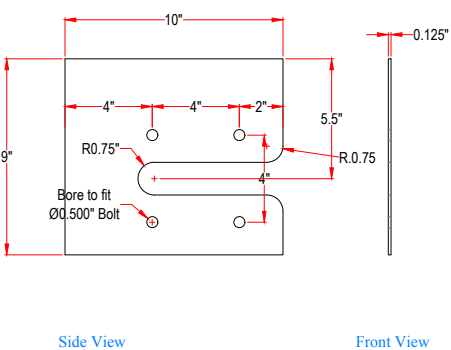 10"
0.125"
4"
4"
2"
5.5"
9"
R0.75"
R.0.75
4"
Bore to fit
Ø0.500" Bolt
Side View
Front View